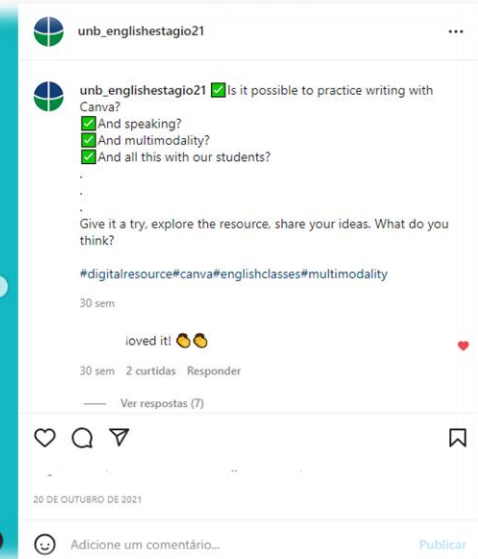 unb_englishestagio21
unb_englishestagio21 ✅Is it possible to practice writing with
Canva?
✅And speaking?
✅And multimodality?
✅And all this with our students?
.
.
.
Give it a try, explore the resource, share your ideas. What do you
think?
#digitalresource#canva#englishclasses#multimodality
30 sem
loved it! 👏👏
30 sem 2 curtidas Responder
Ver respostas (7)
20 DE OUTUBRO DE 2021
Adicione um comentário...
Publicar